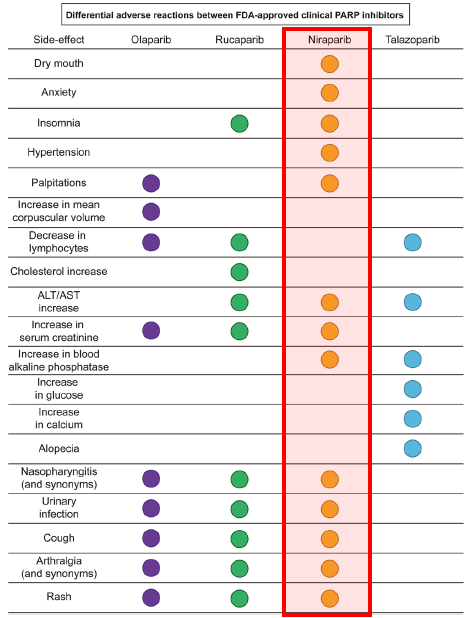 Differential adverse reactions between FDA-approved clinical PARP inhibitors
Side-effect Olaparib Rucaparib Niraparib Talazoparib
Dry mouth
Anxiety
Insomnia
Hypertension
Palpitations
Increase in mean
corpuscular volume
Decrease in
lymphocytes
Cholesterol increase
ALT/AST
increase
Increase in
serum creatinine
Increase in blood
alkaline phosphatase
Increase
in glucose
Increase
in calcium
Alopecia
Nasopharyngitis
(and synonyms)
Urinary
infection
Cough
Arthralgia
(and synonyms)
Rash